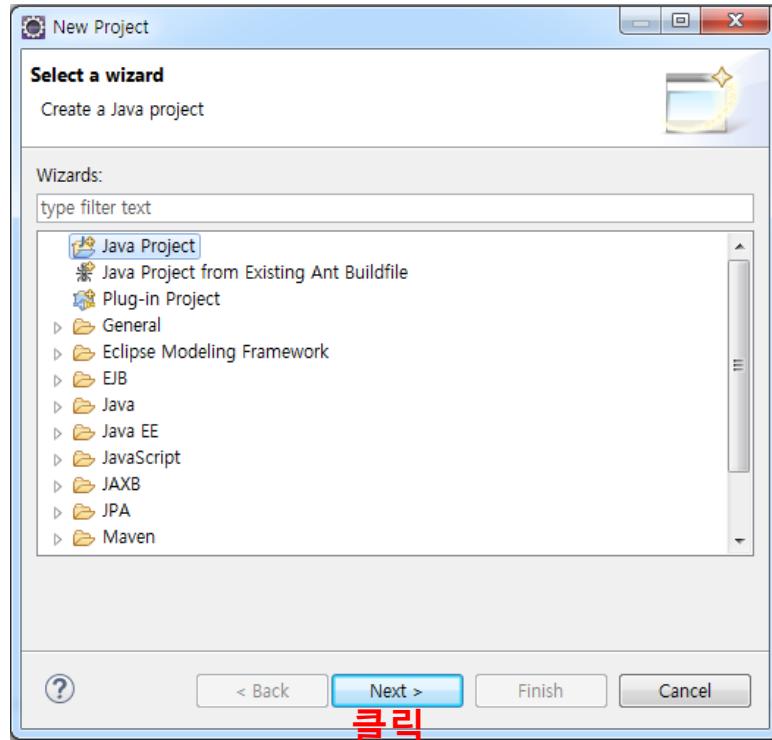 New Project
Select a wizard
Create a Java project
Wizards:
type filter text
Java Project
Java Project from Existing Ant Buildfile
Plug-in Project
General
Eclipse Modeling Framework
EJB
Java
Java EE
JavaScript
JAXB
JPA
Maven
? < Back Next > Finish Cancel
클릭